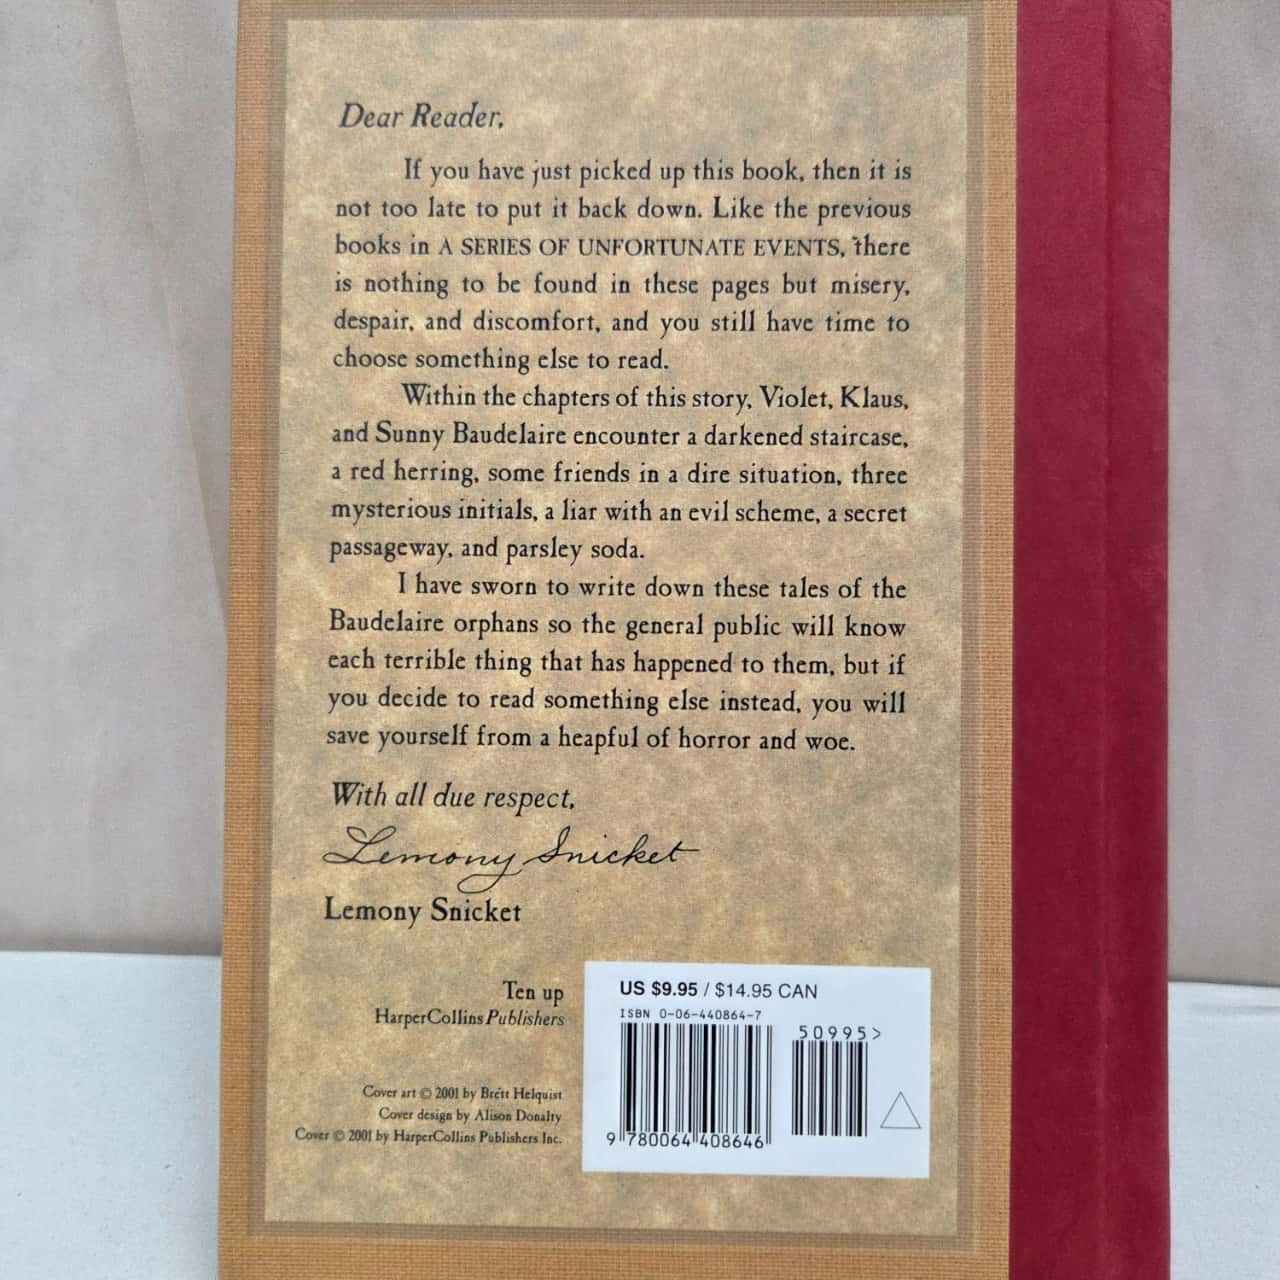 Dear Reader,
If you have just picked up this book, then it is
not too late to put it back down. Like the previous
books in A SERIES OF UNFORTUNATE EVENTS, there
is nothing to be found in these pages but misery,
despair, and discomfort, and you still have time to
choose something else to read.
Within the chapters of this story, Violet, Klaus,
and Sunny Baudelaire encounter a darkened staircase,
a red herring, some friends in a dire situation, three
mysterious initials, a liar with an evil scheme, a secret
passageway, and parsley soda.
I have sworn to write down these tales of the
Baudelaire orphans so the general public will know
each terrible thing that has happened to them, but if
you decide to read something else instead, you will
save yourself from a heapful of horror and woe.
With all due respect,
Lemony Snicket
Lemony Snicket
Ten up
HarperCollinsPublishers
Cover art © 2001 by Brett Helquist
Cover design by Alison Donalty
Cover © 2001 by HarperCollins Publishers Inc.
US $9.95 / $14.95 CAN
ISBN 0-06-440864-7
50995>
9 780064 408646